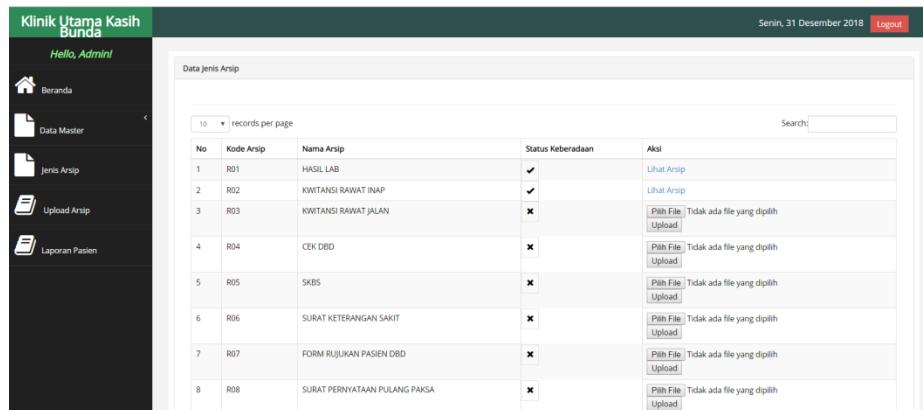 Klinik Utama Kasih
Bunda
Senin, 31 Desember 2018 Logout
Hello, Admin!
Beranda
Data Master
Jenis Arsip
Upload Arsip
Laporan Pasien
Data Jenis Arsip
10 records per page Search:
No Kode Arsip Nama Arsip Status Keberadaan Aksi
1 R01 HASIL LAB ✔ Lihat Arsip
2 R02 KWITANSI RAWAT INAP ✔ Lihat Arsip
3 R03 KWITANSI RAWAT JALAN ✖ Pilih File Tidak ada file yang dipilih
Upload
4 R04 CEK DBD ✖ Pilih File Tidak ada file yang dipilih
Upload
5 R05 SKBS ✖ Pilih File Tidak ada file yang dipilih
Upload
6 R06 SURAT KETERANGAN SAKIT ✖ Pilih File Tidak ada file yang dipilih
Upload
7 R07 FORM RUJUKAN PASIEN DBD ✖ Pilih File Tidak ada file yang dipilih
Upload
8 R08 SURAT PERNYATAAN PULANG PAKSA ✖ Pilih File Tidak ada file yang dipilih
Upload